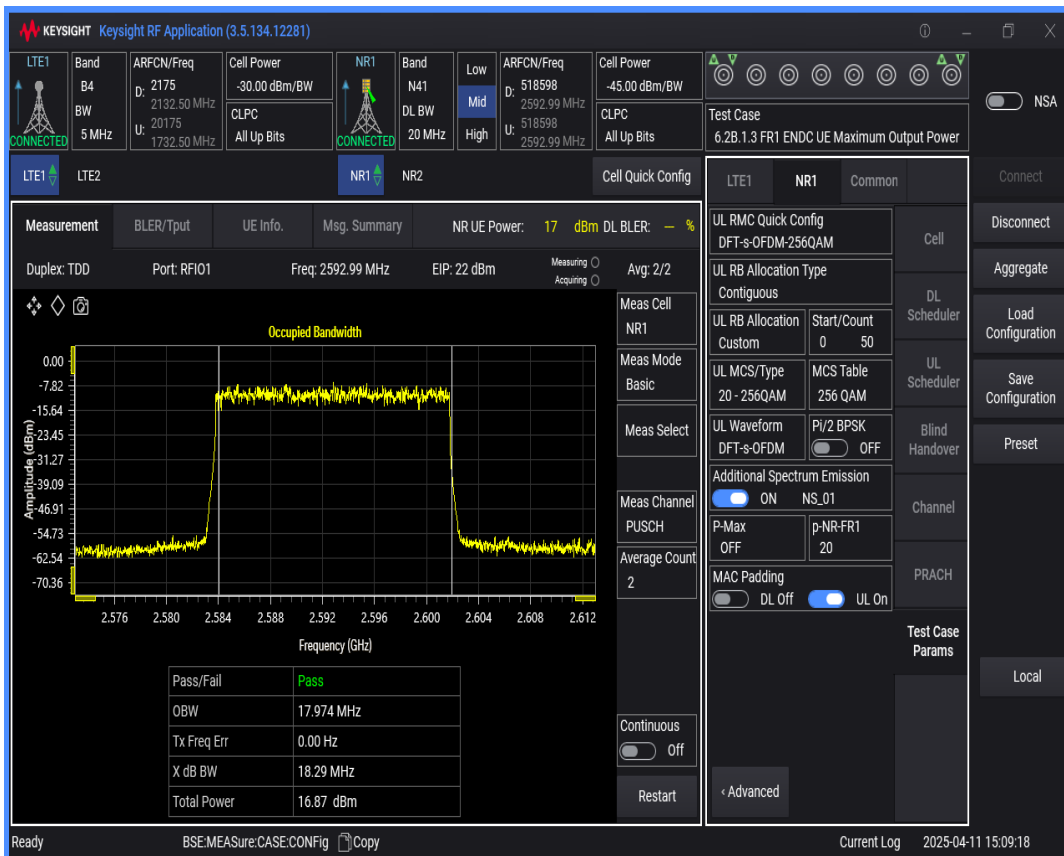 KEYSIGHT Keysight RF Application (3.5.134.12281)
LTE1
CONNECTED
Band
B4
BW
5 MHz
ARFCN/Freq
D: 2175
2132.50 MHz
U: 20175
1732.50 MHz
Cell Power
-30.00 dBm/BW
CLPC
All Up Bits
NR1
CONNECTED
Band
N41
DL BW
20 MHz
Low
Mid
High
ARFCN/Freq
D: 518598
2592.99 MHz
U: 518598
2592.99 MHz
Cell Power
-45.00 dBm/BW
CLPC
All Up Bits
Test Case
6.2B.1.3 FR1 ENDC UE Maximum Output Power
NSA
LTE1 LTE2 NR1 NR2 Cell Quick Config
Measurement BLER/Tput UE Info. Msg. Summary NR UE Power: 17 dBm DL BLER: — %
Duplex: TDD Port: RFIO1 Freq: 2592.99 MHz EIP: 22 dBm Measuring Avg: 2/2
Acquiring
Occupied Bandwidth
0.00
-7.82
-15.64
-23.45
-31.27
-39.09
-46.91
-54.73
-62.54
-70.36
Amplitude (dBm)
2.576 2.580 2.584 2.588 2.592 2.596 2.600 2.604 2.608 2.612
Frequency (GHz)
Pass/Fail Pass
OBW 17.974 MHz
Tx Freq Err 0.00 Hz
X dB BW 18.29 MHz
Total Power 16.87 dBm
Meas Cell
NR1
Meas Mode
Basic
Meas Select
Meas Channel
PUSCH
Average Count
2
Continuous
Off
Restart
LTE1 NR1 Common
UL RMC Quick Config
DFT-s-OFDM-256QAM
UL RB Allocation Type
Contiguous
UL RB Allocation Start/Count
Custom 0 50
UL MCS/Type MCS Table
20 - 256QAM 256 QAM
UL Waveform Pi/2 BPSK
DFT-s-OFDM OFF
Additional Spectrum Emission
ON NS_01
P-Max p-NR-FR1
OFF 20
MAC Padding
DL Off UL On
‹ Advanced
Cell
DL
Scheduler
UL
Scheduler
Blind
Handover
Channel
PRACH
Test Case
Params
Connect
Disconnect
Aggregate
Load
Configuration
Save
Configuration
Preset
Local
Ready BSE:MEASure:CASE:CONFig Copy Current Log 2025-04-11 15:09:18